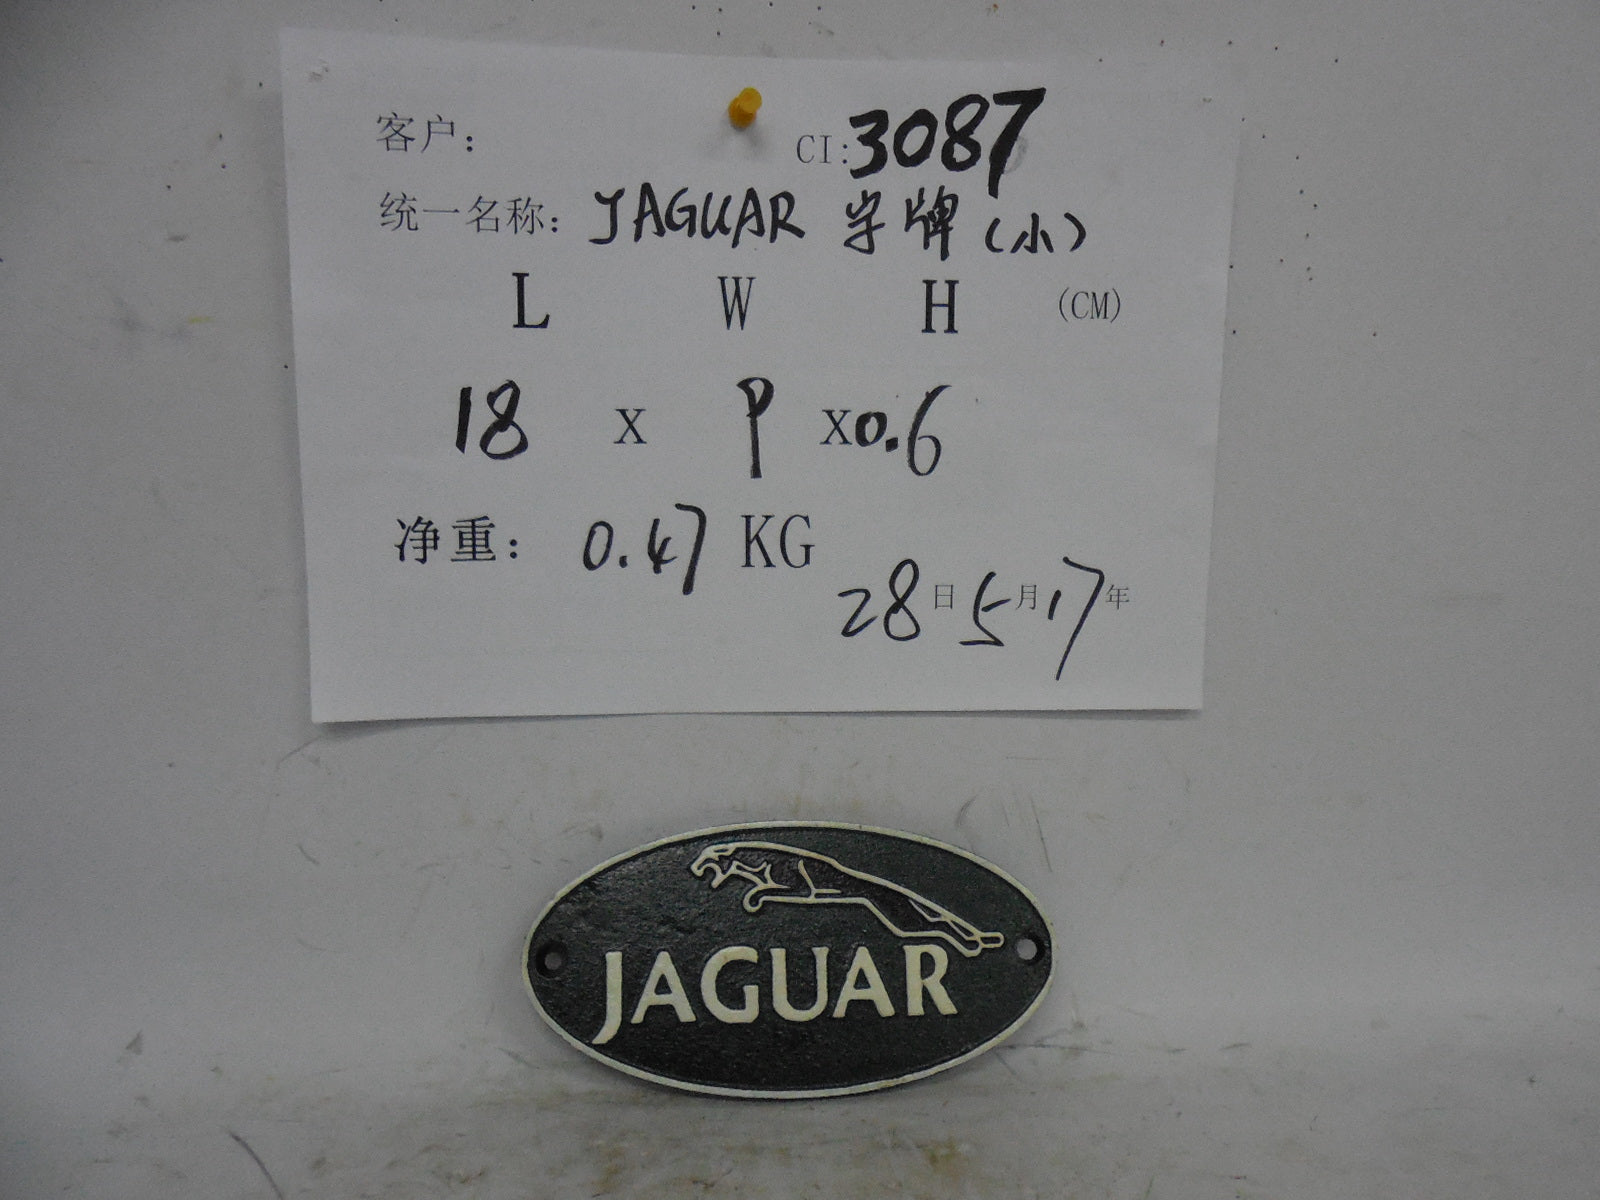 客户： CI:3087
统一名称：JAGUAR 字牌（小）
L W H (CM)
18 X 9 X0.6
净重： 0.47 KG
28日5月17年
JAGUAR